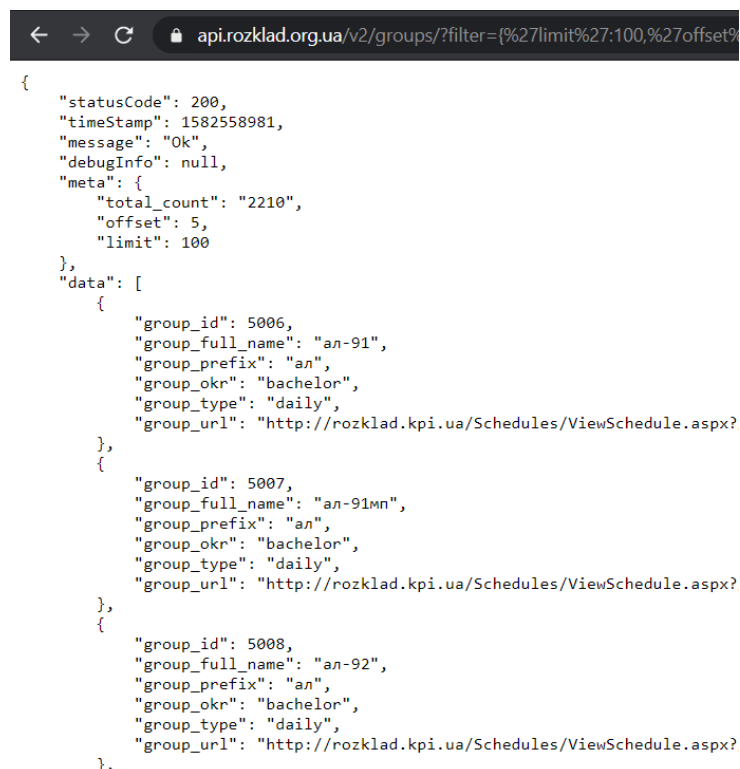 api.rozklad.org.ua/v2/groups/?filter={%27limit%27:100,%27offset%
{
"statusCode": 200,
"timeStamp": 1582558981,
"message": "Ok",
"debugInfo": null,
"meta": {
"total_count": "2210",
"offset": 5,
"limit": 100
},
"data": [
{
"group_id": 5006,
"group_full_name": "ал-91",
"group_prefix": "ал",
"group_okr": "bachelor",
"group_type": "daily",
"group_url": "http://rozklad.kpi.ua/Schedules/ViewSchedule.aspx?
},
{
"group_id": 5007,
"group_full_name": "ал-91мп",
"group_prefix": "ал",
"group_okr": "bachelor",
"group_type": "daily",
"group_url": "http://rozklad.kpi.ua/Schedules/ViewSchedule.aspx?
},
{
"group_id": 5008,
"group_full_name": "ал-92",
"group_prefix": "ал",
"group_okr": "bachelor",
"group_type": "daily",
"group_url": "http://rozklad.kpi.ua/Schedules/ViewSchedule.aspx?
},